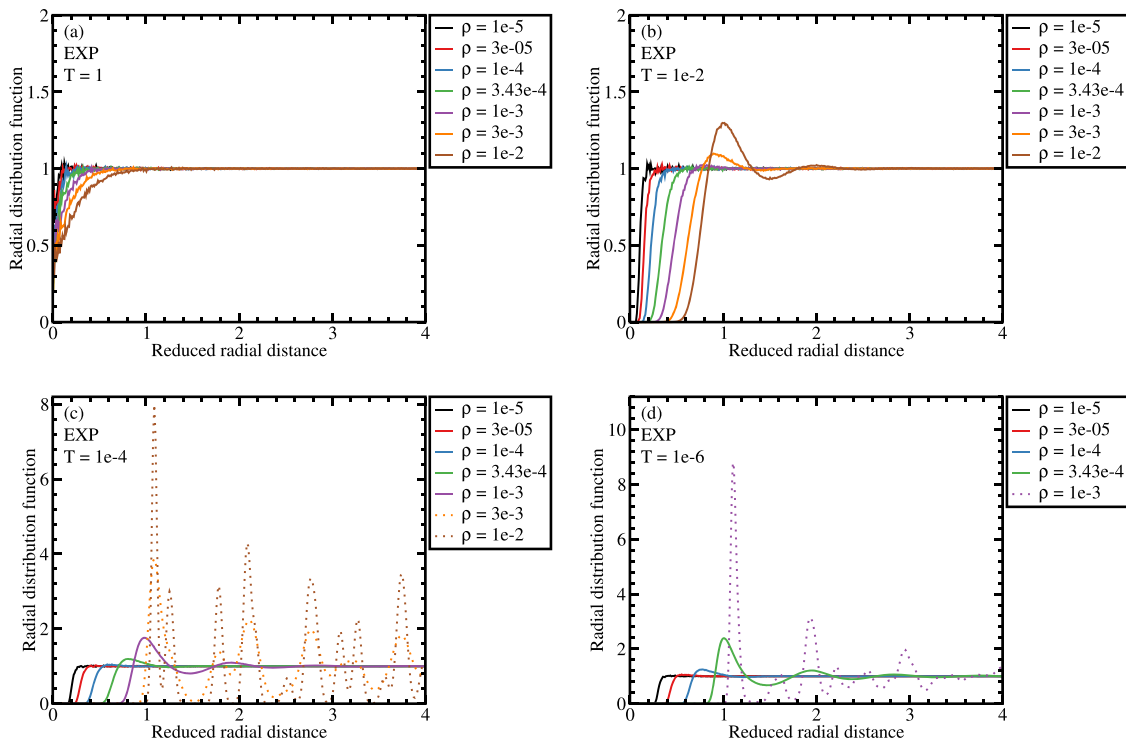 (a)
EXP
T = 1
Radial distribution function
2
1.5
1
0.5
0
0
1
2
3
4
Reduced radial distance
ρ = 1e-5
ρ = 3e-05
ρ = 1e-4
ρ = 3.43e-4
ρ = 1e-3
ρ = 3e-3
ρ = 1e-2
(b)
EXP
T = 1e-2
Radial distribution function
2
1.5
1
0.5
0
0
1
2
3
4
Reduced radial distance
ρ = 1e-5
ρ = 3e-05
ρ = 1e-4
ρ = 3.43e-4
ρ = 1e-3
ρ = 3e-3
ρ = 1e-2
(c)
EXP
T = 1e-4
Radial distribution function
8
6
4
2
0
0
1
2
3
4
Reduced radial distance
ρ = 1e-5
ρ = 3e-05
ρ = 1e-4
ρ = 3.43e-4
ρ = 1e-3
ρ = 3e-3
ρ = 1e-2
(d)
EXP
T = 1e-6
Radial distribution function
10
8
6
4
2
0
0
1
2
3
4
Reduced radial distance
ρ = 1e-5
ρ = 3e-05
ρ = 1e-4
ρ = 3.43e-4
ρ = 1e-3